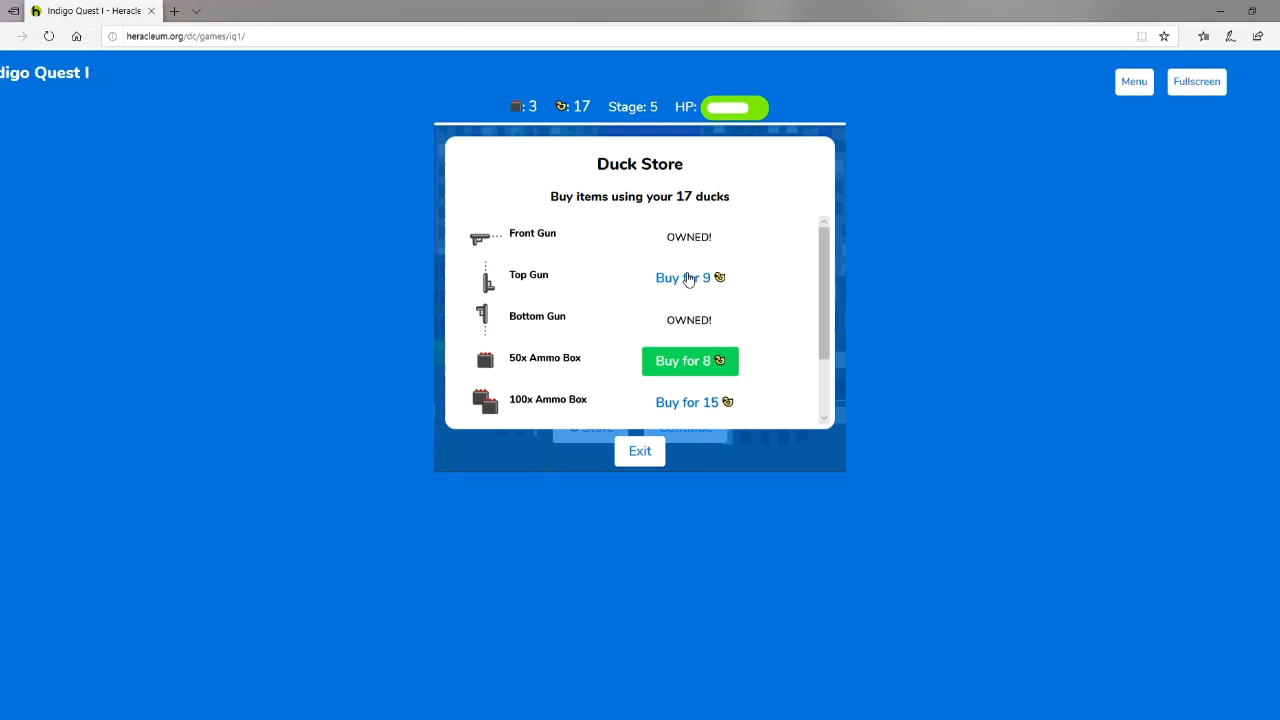 Indigo Quest I - Heracle
heracleum.org/dc/games/iq1/
digo Quest I
Menu
Fullscreen
: 3 : 17 Stage: 5 HP:
Duck Store
Buy items using your 17 ducks
Front Gun OWNED!
Top Gun Buy for 9
Bottom Gun OWNED!
50x Ammo Box Buy for 8
100x Ammo Box Buy for 15
Store Continue
Exit